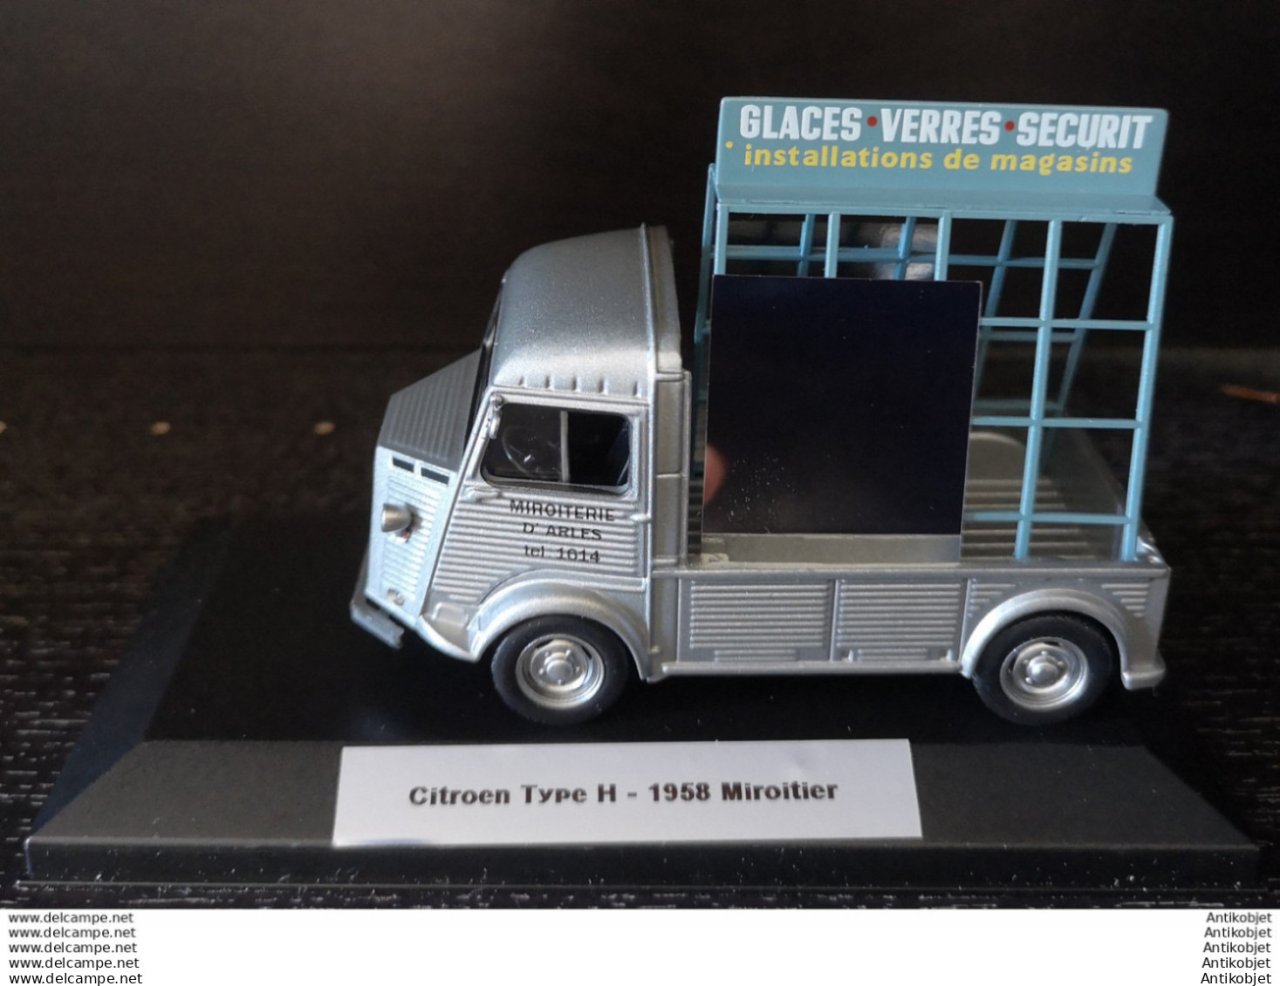 GLACES • VERRES • SECURIT
• installations de magasins
MIROITERIE
D'ARLES
tel 1614
Citroen Type H - 1958 Miroitier
www.delcampe.net
www.delcampe.net
www.delcampe.net
www.delcampe.net
www.delcampe.net
Antikobjet
Antikobjet
Antikobjet
Antikobjet
Antikobjet